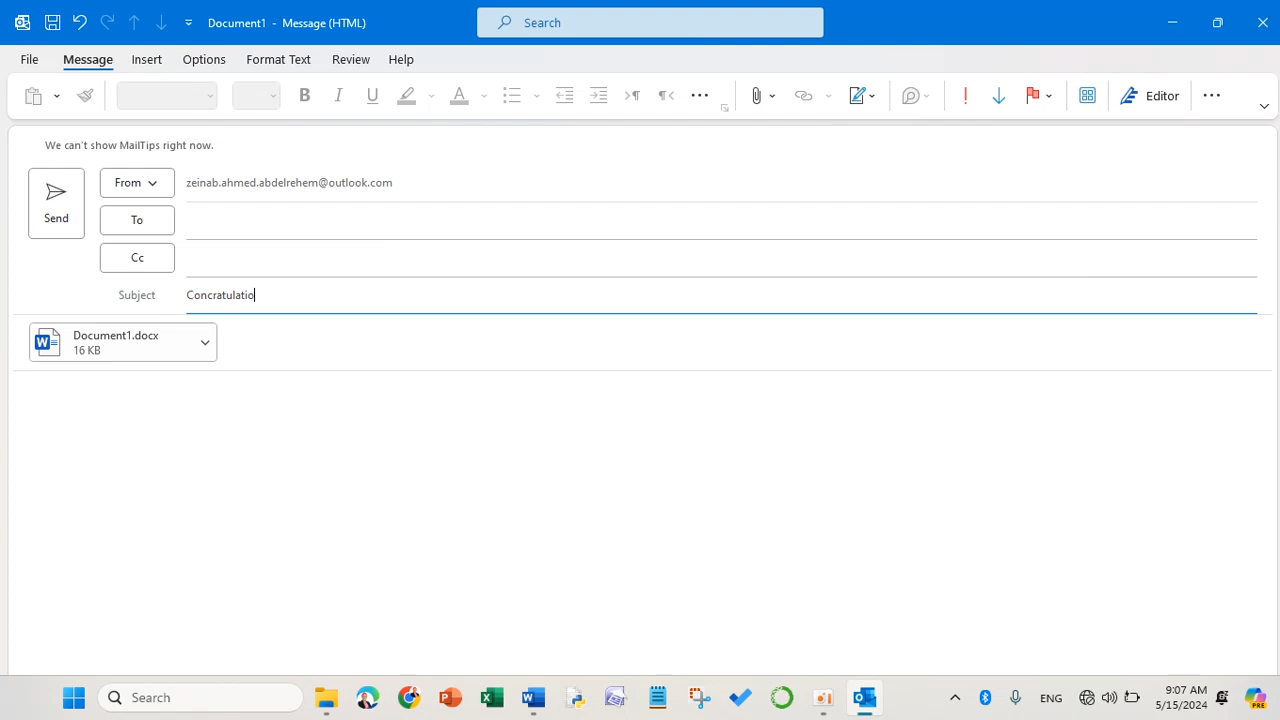 Document1 - Message (HTML)
Search
File Message Insert Options Format Text Review Help
Editor
We can't show MailTips right now.
Send
From
zeinab.ahmed.abdelrehem@outlook.com
To
Cc
Subject
Concratulatio
Document1.docx
16 KB
Search
ENG
9:07 AM
5/15/2024
PRE